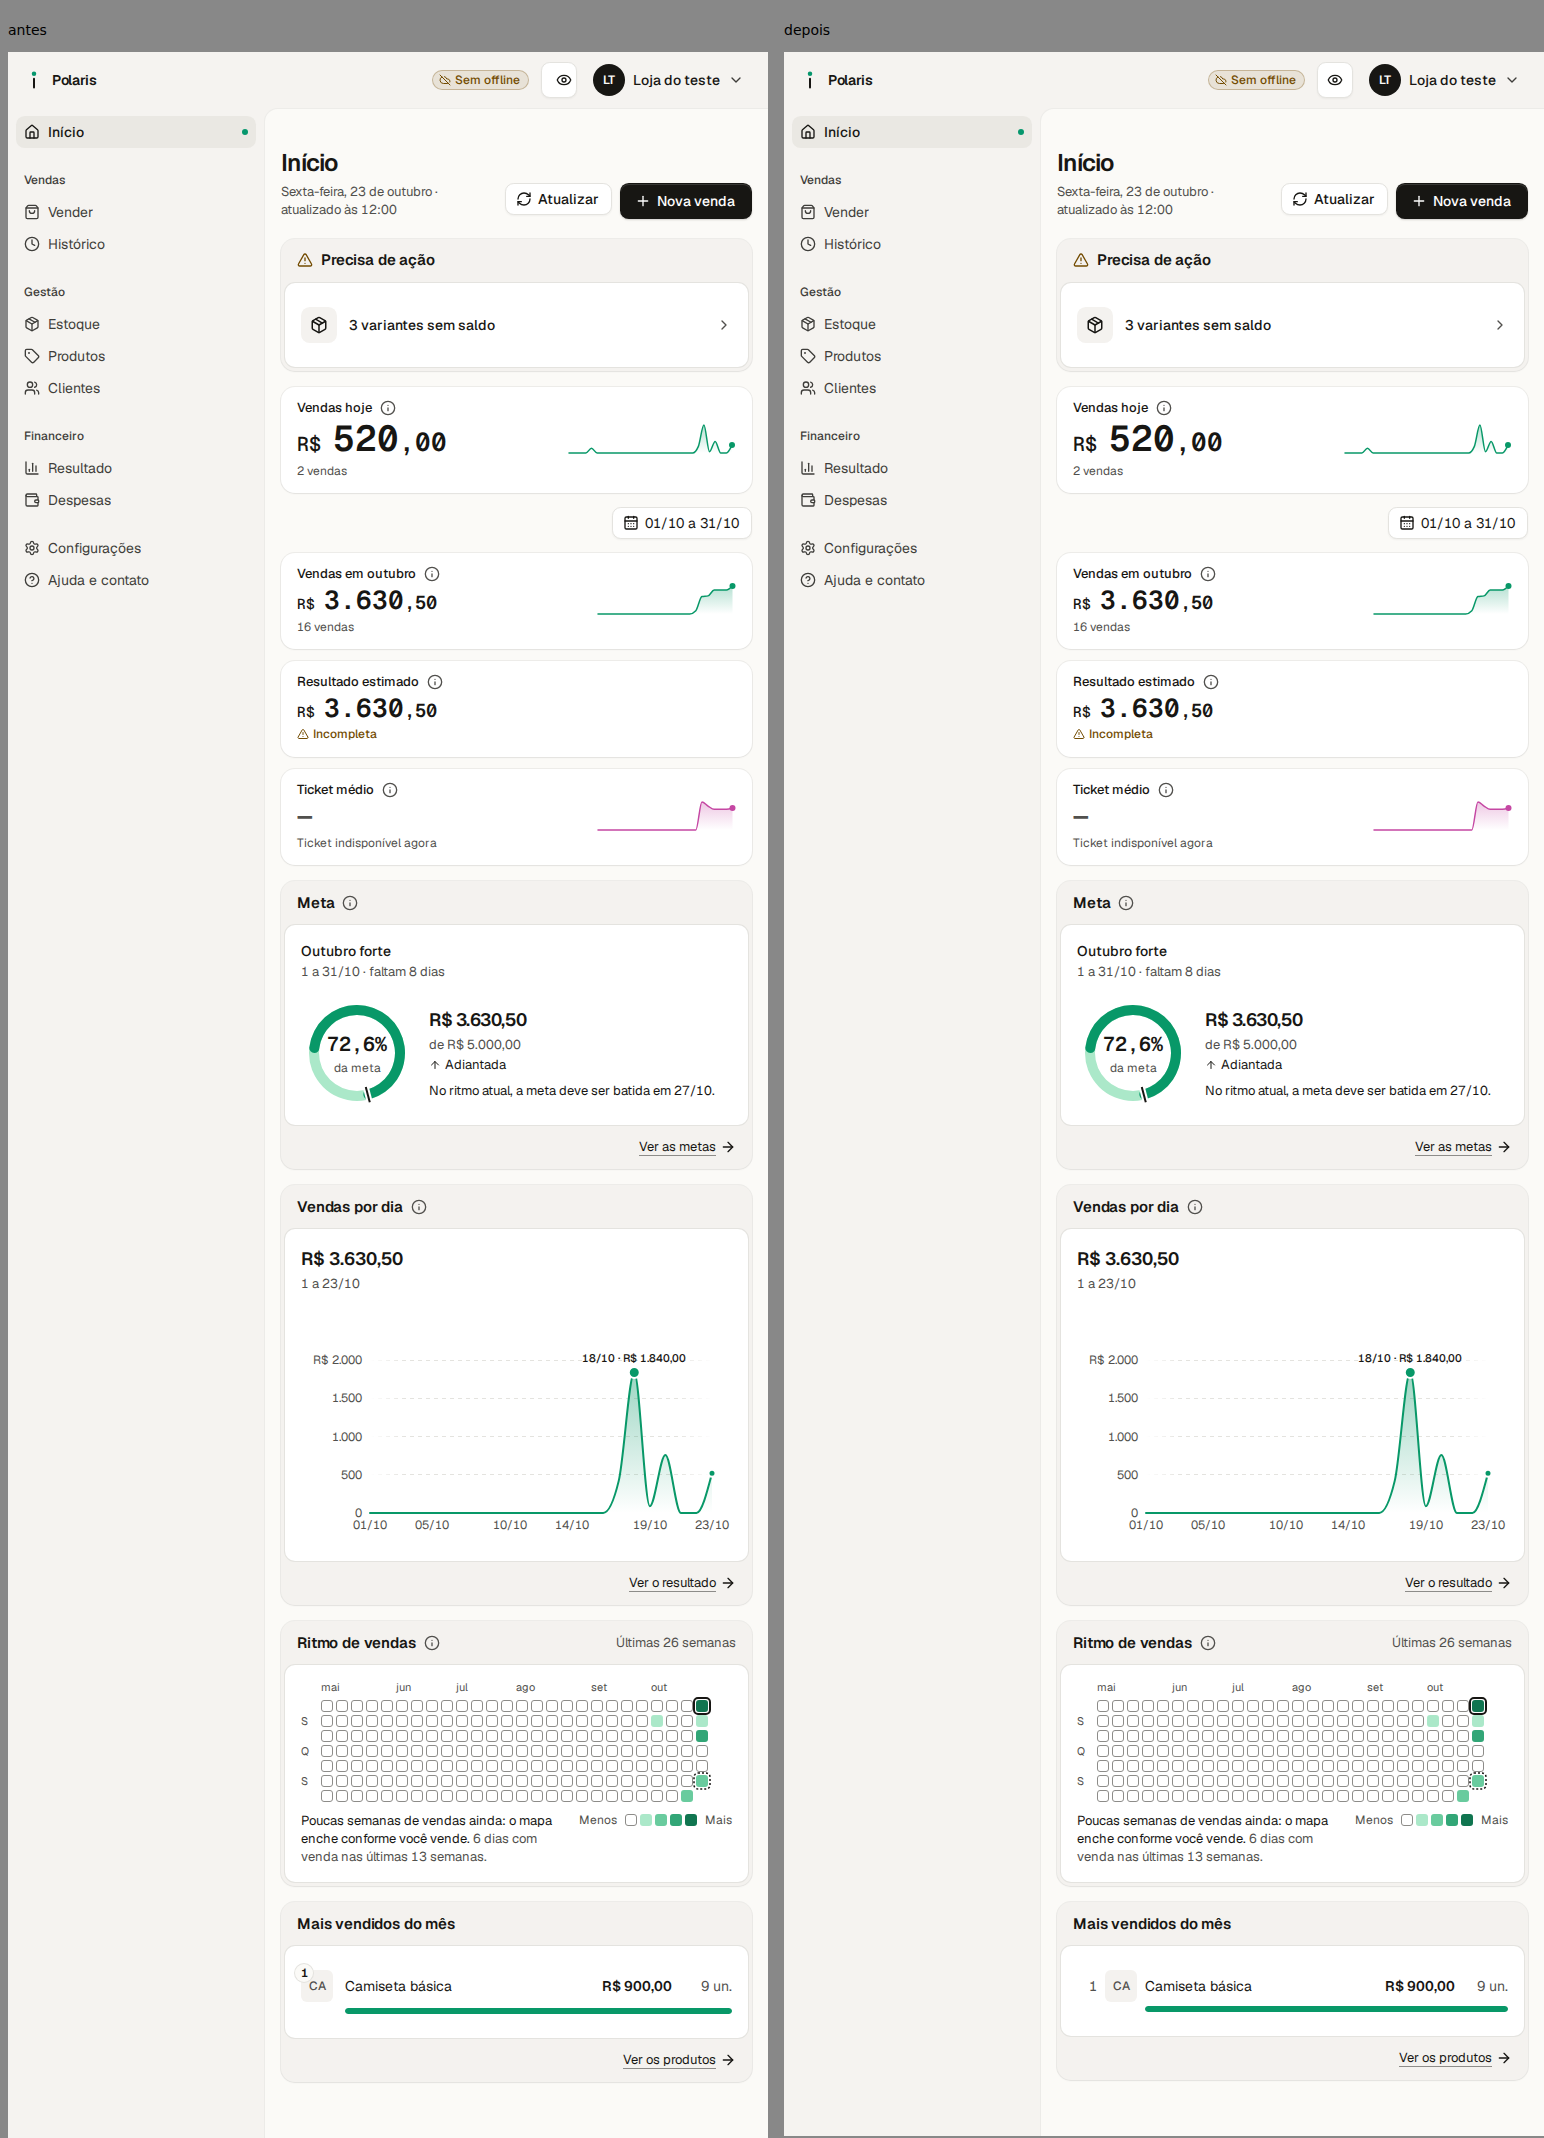 antes
Polaris
Sem offline
LT
Loja do teste
Início
Vendas
Vender
Histórico
Gestão
Estoque
Produtos
Clientes
Financeiro
Resultado
Despesas
Configurações
Ajuda e contato
Início
Sexta-feira, 23 de outubro ·
atualizado às 12:00
Atualizar
Nova venda
Precisa de ação
3 variantes sem saldo
Vendas hoje
R$ 520,00
2 vendas
01/10 a 31/10
Vendas em outubro
R$ 3.630,50
16 vendas
Resultado estimado
R$ 3.630,50
Incompleta
Ticket médio
—
Ticket indisponível agora
Meta
Outubro forte
1 a 31/10 · faltam 8 dias
72,6%
da meta
R$ 3.630,50
de R$ 5.000,00
Adiantada
No ritmo atual, a meta deve ser batida em 27/10.
Ver as metas
Vendas por dia
R$ 3.630,50
1 a 23/10
18/10 · R$ 1.840,00
R$ 2.000
1.500
1.000
500
0
01/10 05/10 10/10 14/10 19/10 23/10
Ver o resultado
Ritmo de vendas
Últimas 26 semanas
mai jun jul ago set out
S
Q
S
Poucas semanas de vendas ainda: o mapa
enche conforme você vende. 6 dias com
venda nas últimas 13 semanas.
Menos Mais
Mais vendidos do mês
1 CA Camiseta básica R$ 900,00 9 un.
Ver os produtos
depois
Polaris
Sem offline
LT
Loja do teste
Início
Vendas
Vender
Histórico
Gestão
Estoque
Produtos
Clientes
Financeiro
Resultado
Despesas
Configurações
Ajuda e contato
Início
Sexta-feira, 23 de outubro ·
atualizado às 12:00
Atualizar
Nova venda
Precisa de ação
3 variantes sem saldo
Vendas hoje
R$ 520,00
2 vendas
01/10 a 31/10
Vendas em outubro
R$ 3.630,50
16 vendas
Resultado estimado
R$ 3.630,50
Incompleta
Ticket médio
—
Ticket indisponível agora
Meta
Outubro forte
1 a 31/10 · faltam 8 dias
72,6%
da meta
R$ 3.630,50
de R$ 5.000,00
Adiantada
No ritmo atual, a meta deve ser batida em 27/10.
Ver as metas
Vendas por dia
R$ 3.630,50
1 a 23/10
18/10 · R$ 1.840,00
R$ 2.000
1.500
1.000
500
0
01/10 05/10 10/10 14/10 19/10 23/10
Ver o resultado
Ritmo de vendas
Últimas 26 semanas
mai jun jul ago set out
S
Q
S
Poucas semanas de vendas ainda: o mapa
enche conforme você vende. 6 dias com
venda nas últimas 13 semanas.
Menos Mais
Mais vendidos do mês
1 CA Camiseta básica R$ 900,00 9 un.
Ver os produtos